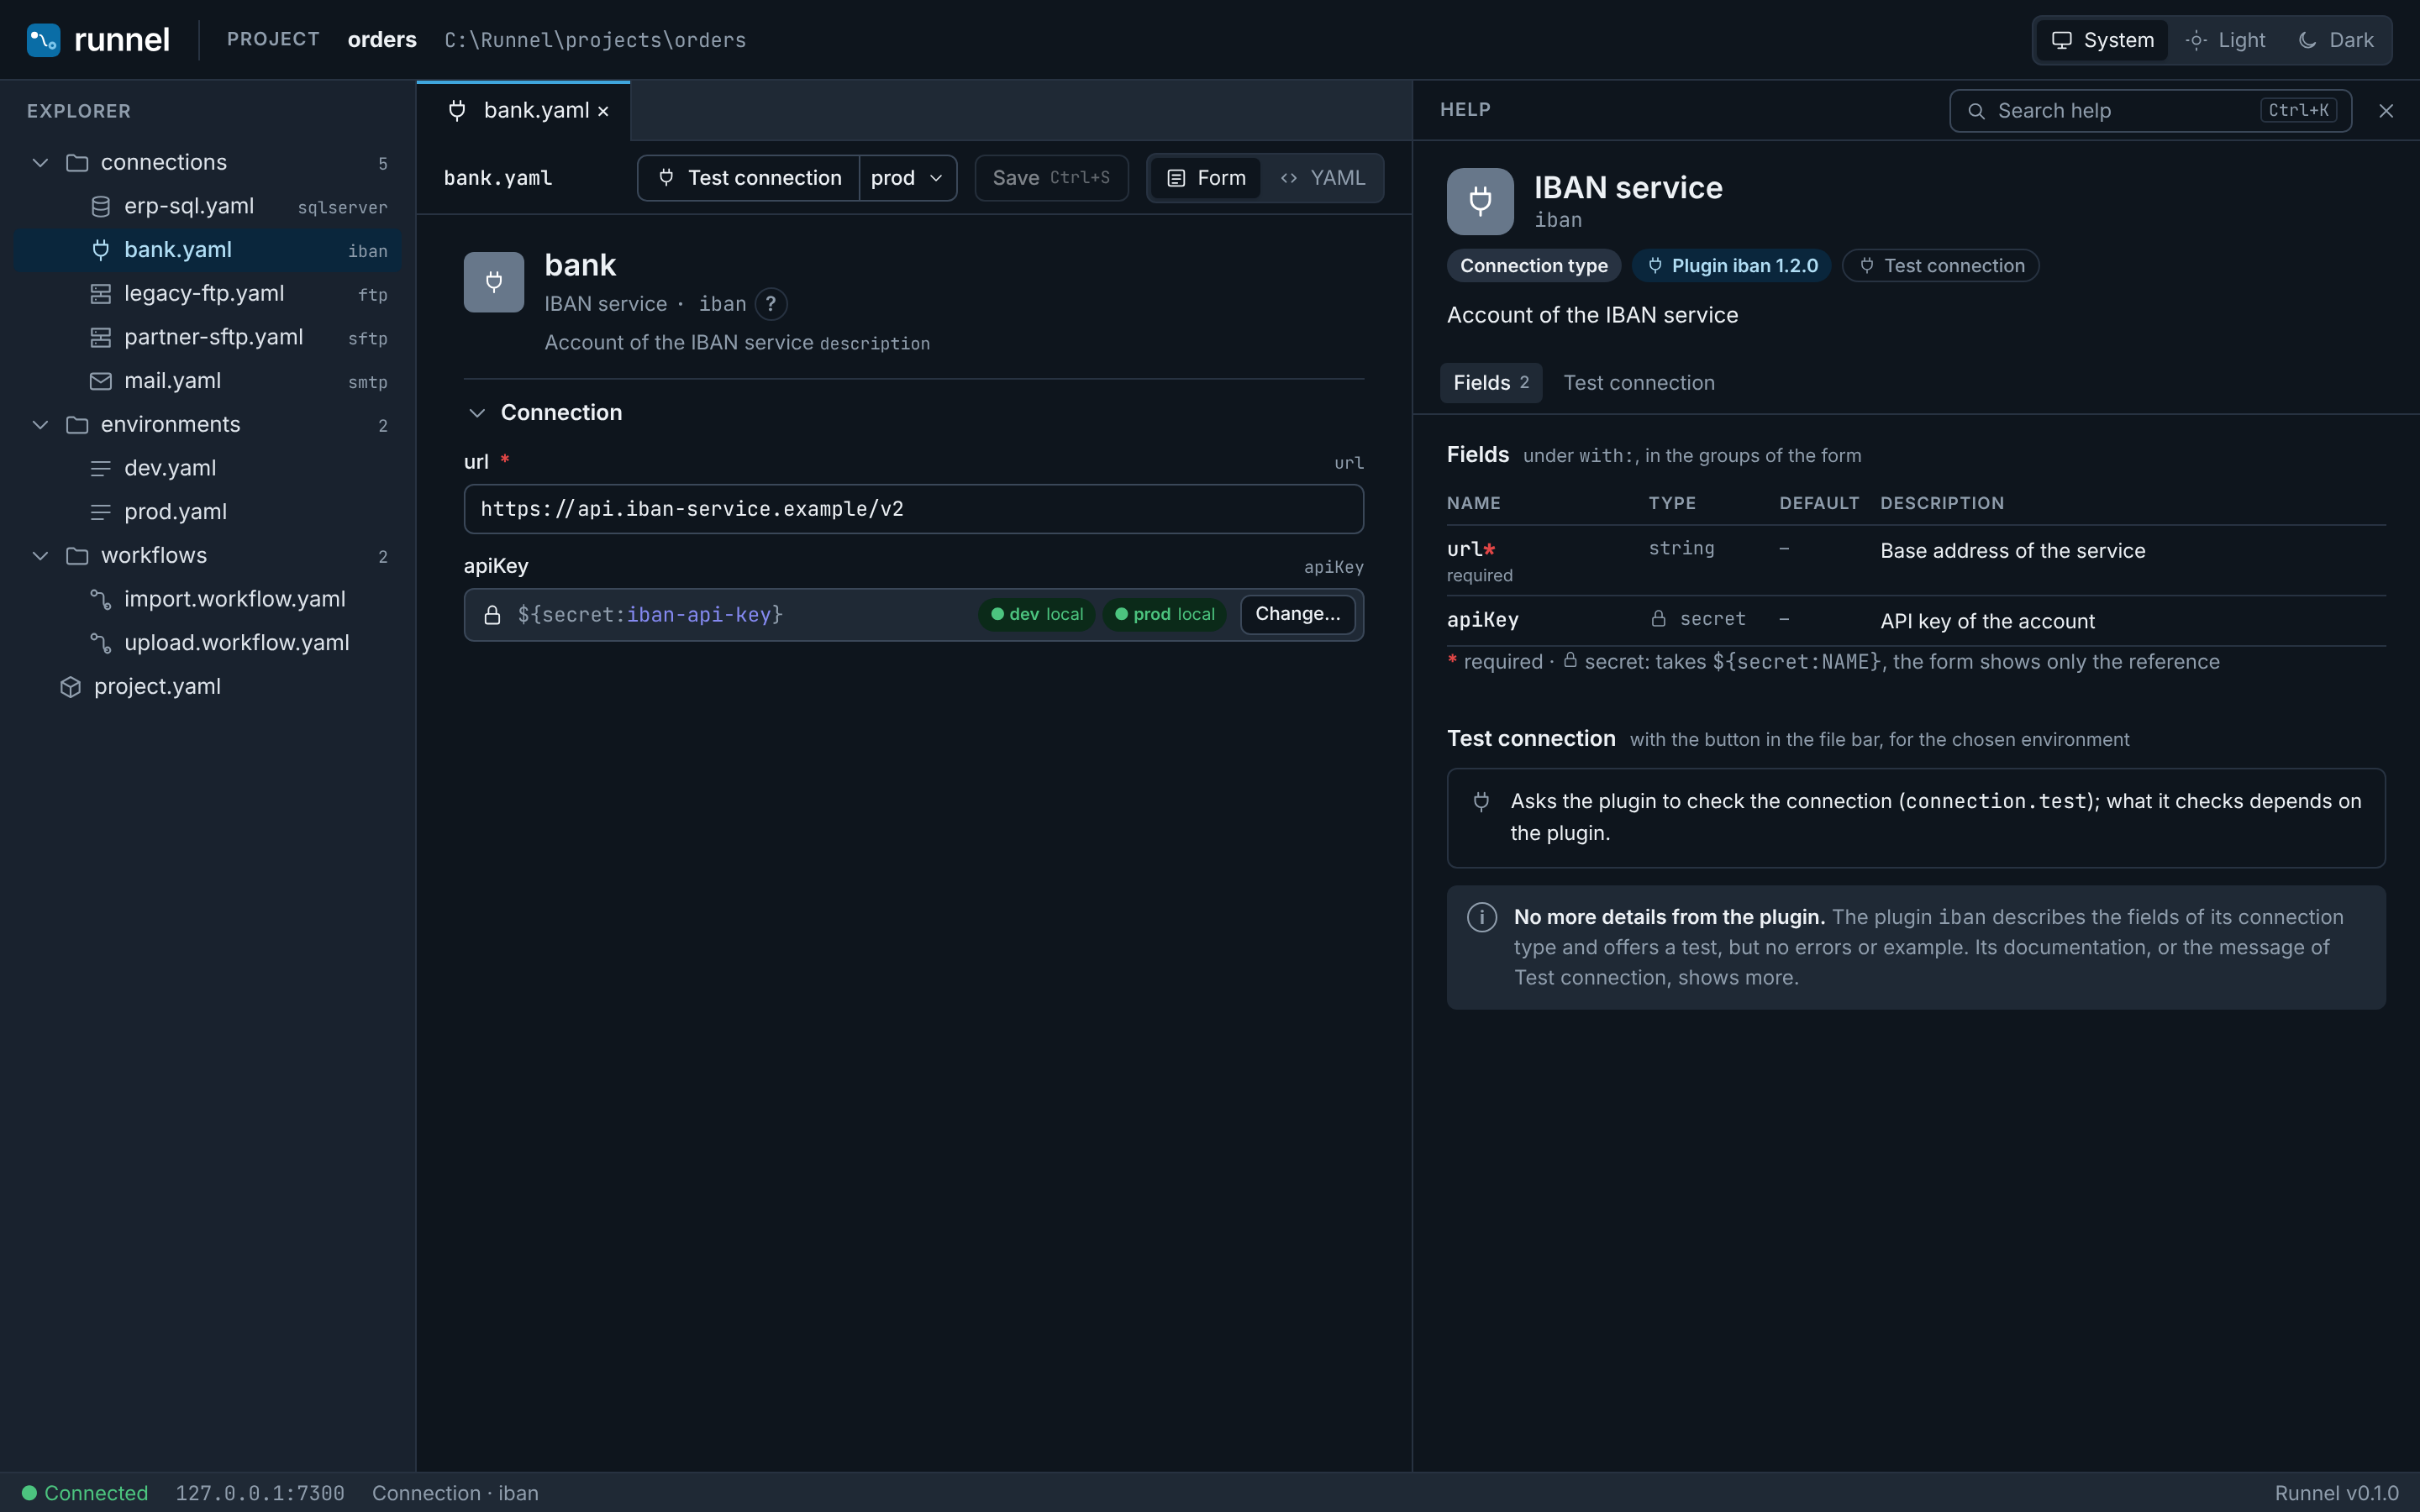 runnel PROJECT orders C:\Runnel\projects\orders System Light Dark
EXPLORER
connections 5
erp-sql.yaml sqlserver
bank.yaml iban
legacy-ftp.yaml ftp
partner-sftp.yaml sftp
mail.yaml smtp
environments 2
dev.yaml
prod.yaml
workflows 2
import.workflow.yaml
upload.workflow.yaml
project.yaml
bank.yaml ×
bank.yaml Test connection prod Save Ctrl+S Form YAML
bank
IBAN service · iban ?
Account of the IBAN service description
Connection
url * url
https://api.iban-service.example/v2
apiKey apiKey
${secret:iban-api-key} dev local prod local Change...
HELP Search help Ctrl+K ×
IBAN service
iban
Connection type Plugin iban 1.2.0 Test connection
Account of the IBAN service
Fields 2 Test connection
Fields under with:, in the groups of the form
NAME TYPE DEFAULT DESCRIPTION
url* string – Base address of the service
required
apiKey secret – API key of the account
* required · secret: takes ${secret:NAME}, the form shows only the reference
Test connection with the button in the file bar, for the chosen environment
Asks the plugin to check the connection (connection.test); what it checks depends on
the plugin.
No more details from the plugin. The plugin iban describes the fields of its connection
type and offers a test, but no errors or example. Its documentation, or the message of
Test connection, shows more.
Connected 127.0.0.1:7300 Connection · iban Runnel v0.1.0